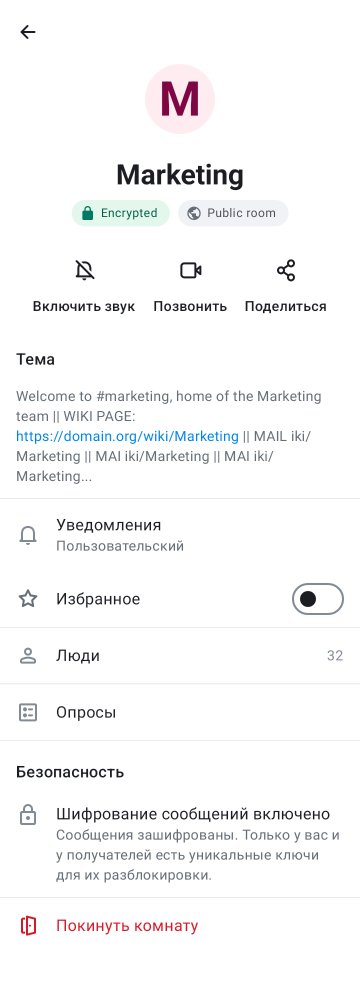 M
Marketing
Encrypted
Public room
Включить звук
Позвонить
Поделиться
Тема
Welcome to #marketing, home of the Marketing
team || WIKI PAGE:
https://domain.org/wiki/Marketing || MAIL iki/
Marketing || MAI iki/Marketing || MAI iki/
Marketing...
Уведомления
Пользовательский
Избранное
Люди 32
Опросы
Безопасность
Шифрование сообщений включено
Сообщения зашифрованы. Только у вас и
у получателей есть уникальные ключи
для их разблокировки.
Покинуть комнату